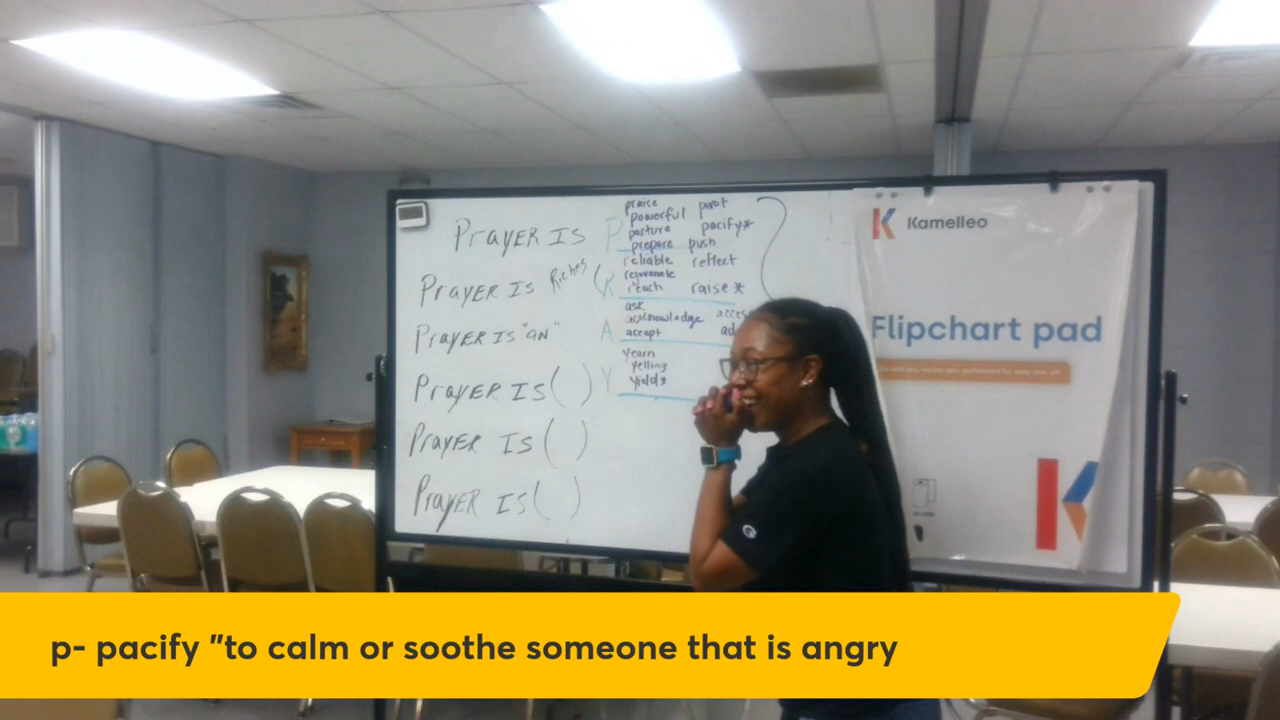 PRAYER IS P
praise pivot
powerful pacify*
posture
prepare push
PRAYER IS Riches ( R
reliable reflect
rejuvenate
reach raise *
PRAYER IS "AN" A
ask
acknowledge
accept
PRAYER IS ( ) Y
yearn
yelling
yield*
PRAYER IS ( )
PRAYER IS ( )
K Kamelleo
Flipchart pad
p- pacify "to calm or soothe someone that is angry